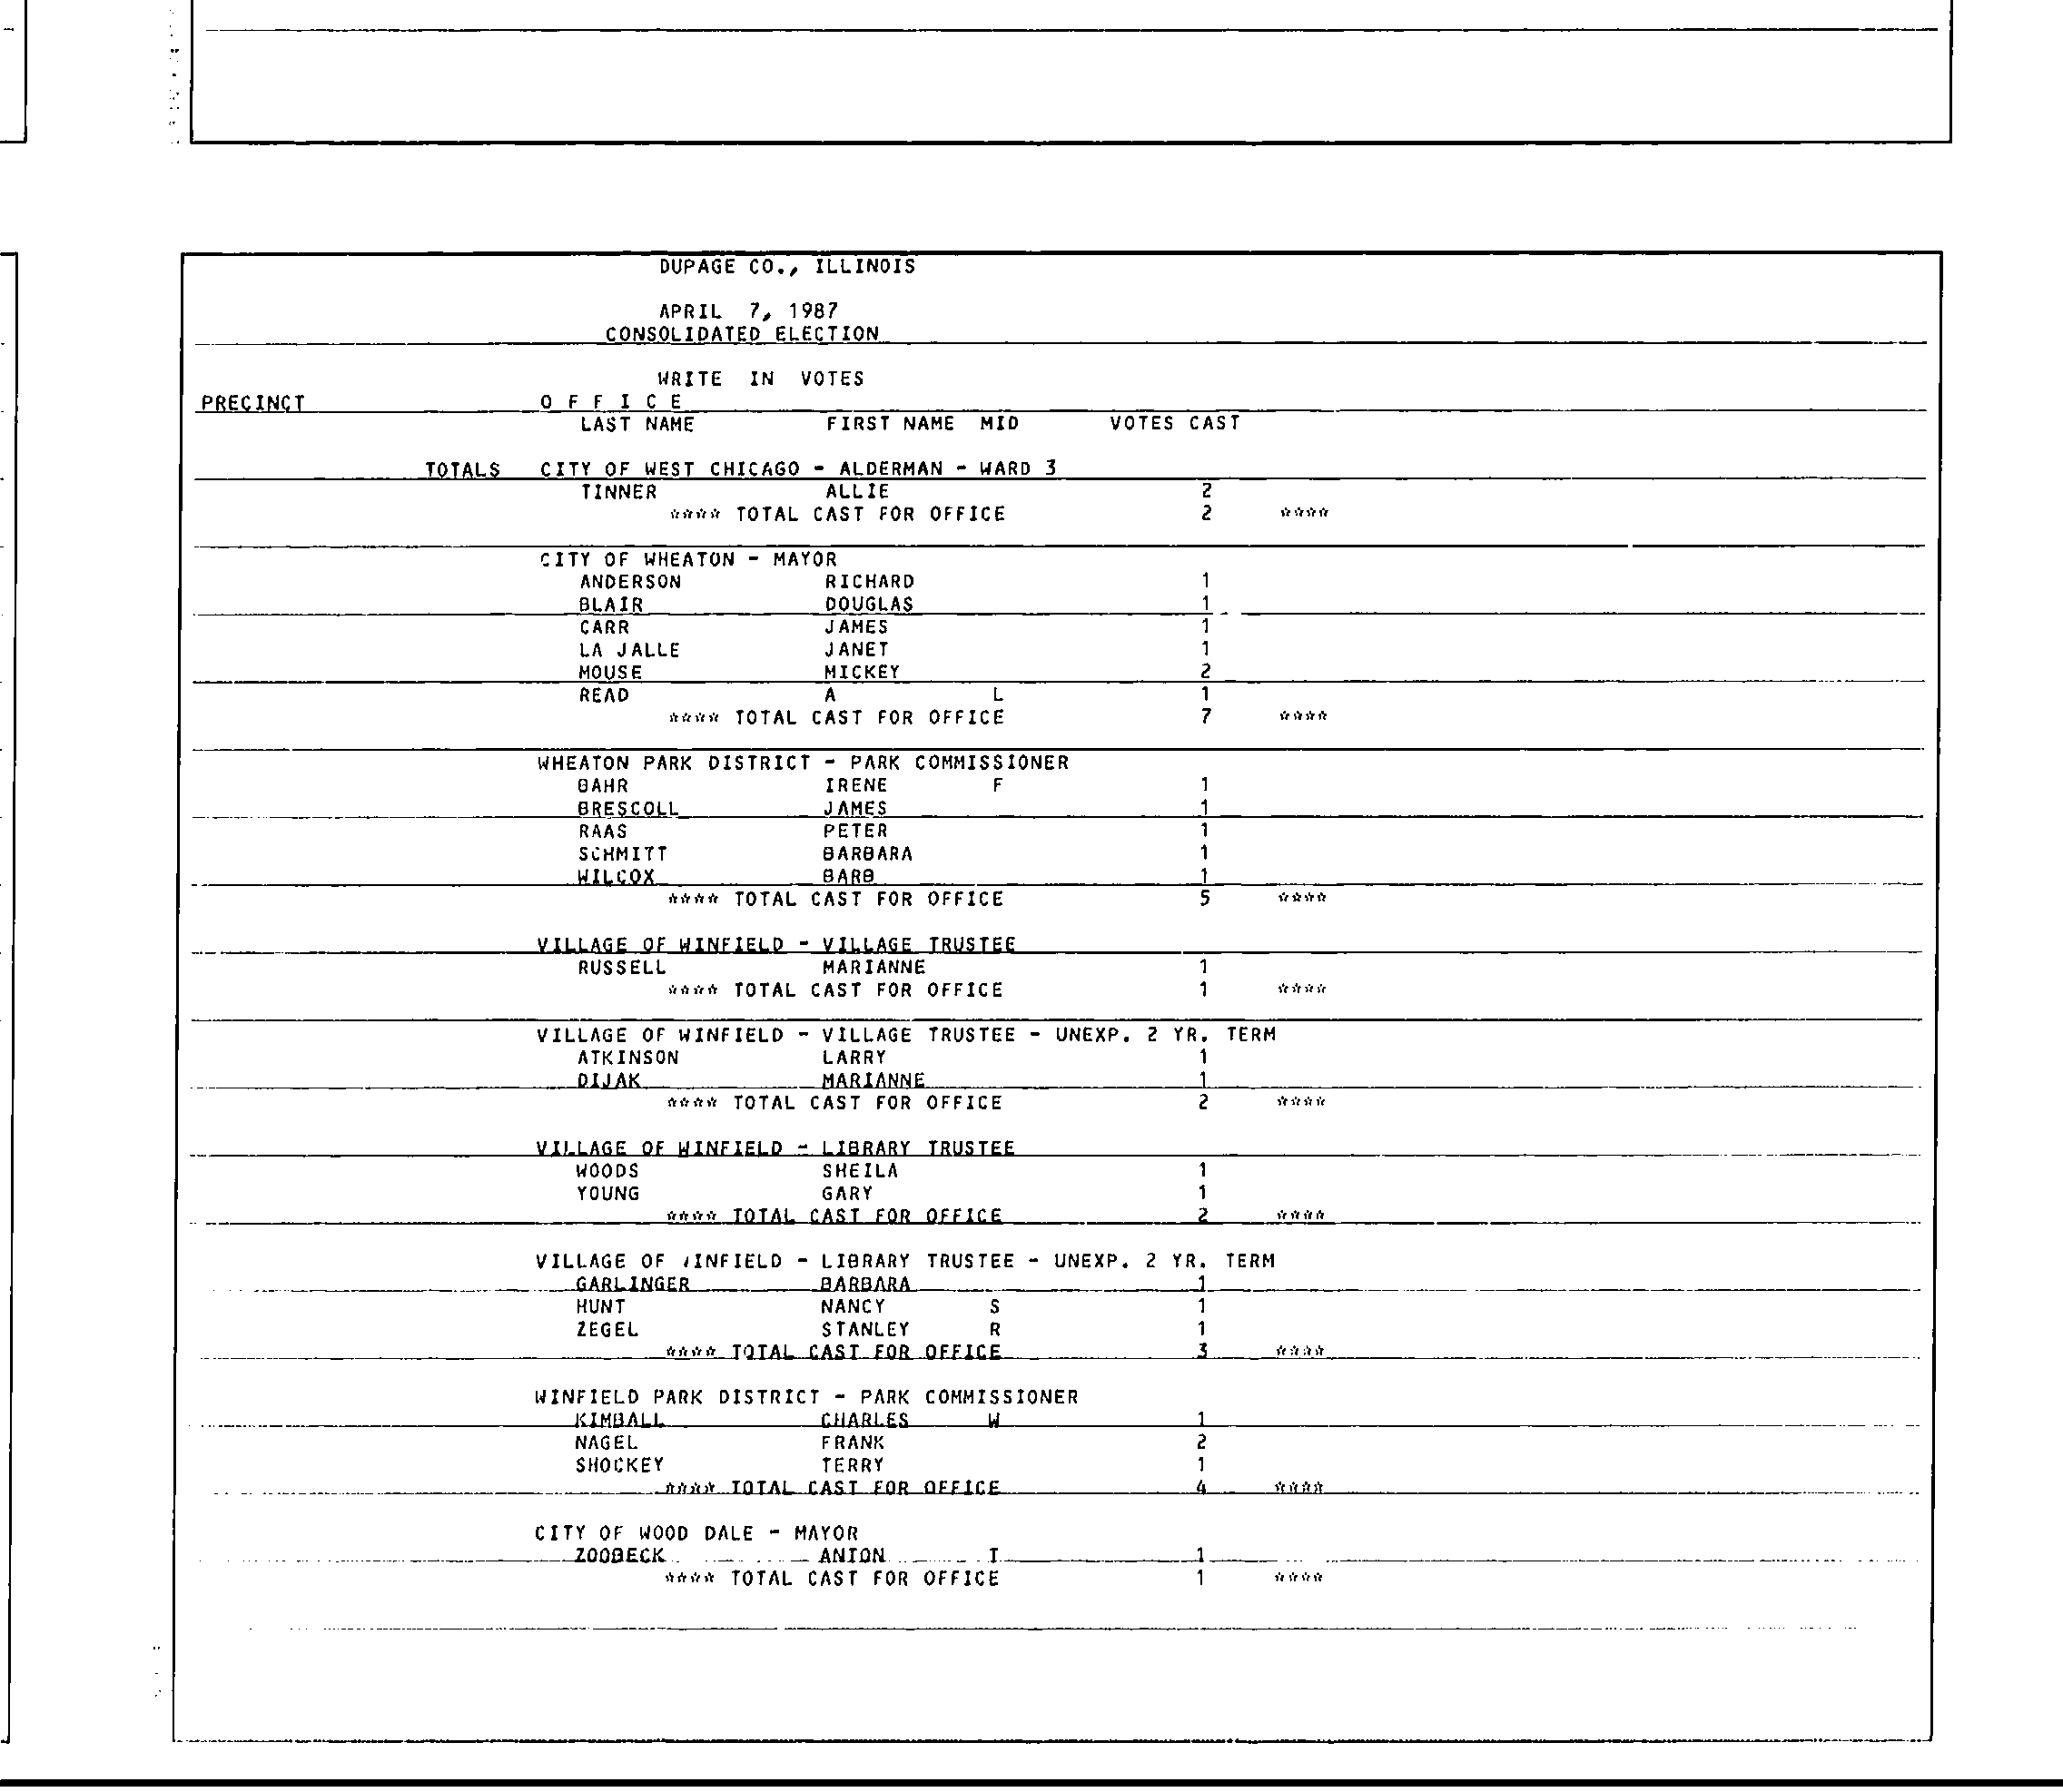 DUPAGE CO., ILLINOIS
APRIL 7, 1987
CONSOLIDATED ELECTION
WRITE IN VOTES
PRECINCT O F F I C E
LAST NAME FIRST NAME MID VOTES CAST
TOTALS CITY OF WEST CHICAGO - ALDERMAN - WARD 3
TINNER ALLIE 2
**** TOTAL CAST FOR OFFICE 2 ****
CITY OF WHEATON - MAYOR
ANDERSON RICHARD 1
BLAIR DOUGLAS 1
CARR JAMES 1
LA JALLE JANET 1
MOUSE MICKEY 2
READ A L 1
**** TOTAL CAST FOR OFFICE 7 ****
WHEATON PARK DISTRICT - PARK COMMISSIONER
BAHR IRENE F 1
BRESCOLL JAMES 1
RAAS PETER 1
SCHMITT BARBARA 1
WILCOX BARB 1
**** TOTAL CAST FOR OFFICE 5 ****
VILLAGE OF WINFIELD - VILLAGE TRUSTEE
RUSSELL MARIANNE 1
**** TOTAL CAST FOR OFFICE 1 ****
VILLAGE OF WINFIELD - VILLAGE TRUSTEE - UNEXP. 2 YR. TERM
ATKINSON LARRY 1
DIJAK MARIANNE 1
**** TOTAL CAST FOR OFFICE 2 ****
VILLAGE OF WINFIELD - LIBRARY TRUSTEE
WOODS SHEILA 1
YOUNG GARY 1
**** TOTAL CAST FOR OFFICE 2 ****
VILLAGE OF WINFIELD - LIBRARY TRUSTEE - UNEXP. 2 YR. TERM
GARLINGER BARBARA 1
HUNT NANCY S 1
ZEGEL STANLEY R 1
**** TOTAL CAST FOR OFFICE 3 ****
WINFIELD PARK DISTRICT - PARK COMMISSIONER
KIMBALL CHARLES W 1
NAGEL FRANK 2
SHOCKEY TERRY 1
**** TOTAL CAST FOR OFFICE 4 ****
CITY OF WOOD DALE - MAYOR
ZOOBECK ANTON T 1
**** TOTAL CAST FOR OFFICE 1 ****